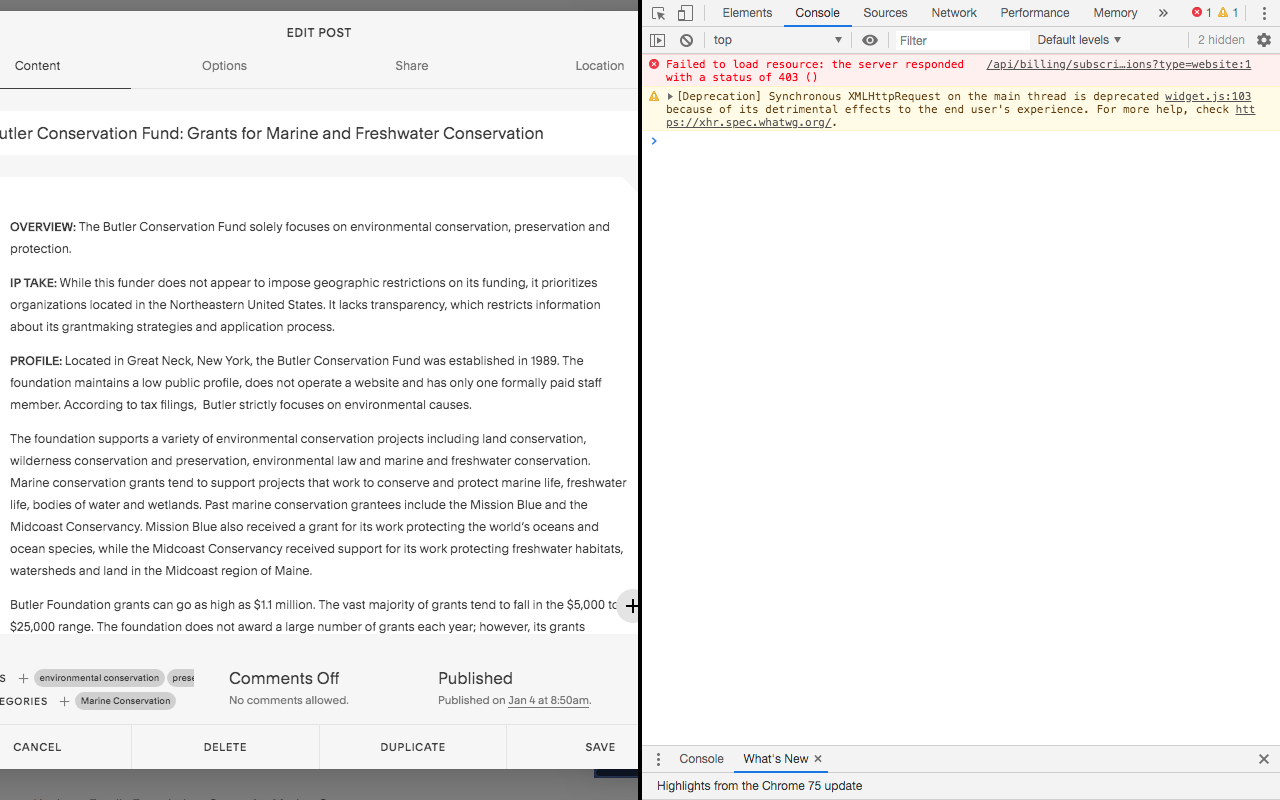 EDIT POST
Content Options Share Location
utler Conservation Fund: Grants for Marine and Freshwater Conservation
OVERVIEW: The Butler Conservation Fund solely focuses on environmental conservation, preservation and
protection.
IP TAKE: While this funder does not appear to impose geographic restrictions on its funding, it prioritizes
organizations located in the Northeastern United States. It lacks transparency, which restricts information
about its grantmaking strategies and application process.
PROFILE: Located in Great Neck, New York, the Butler Conservation Fund was established in 1989. The
foundation maintains a low public profile, does not operate a website and has only one formally paid staff
member. According to tax filings,  Butler strictly focuses on environmental causes.
The foundation supports a variety of environmental conservation projects including land conservation,
wilderness conservation and preservation, environmental law and marine and freshwater conservation.
Marine conservation grants tend to support projects that work to conserve and protect marine life, freshwater
life, bodies of water and wetlands. Past marine conservation grantees include the Mission Blue and the
Midcoast Conservancy. Mission Blue also received a grant for its work protecting the world's oceans and
ocean species, while the Midcoast Conservancy received support for its work protecting freshwater habitats,
watersheds and land in the Midcoast region of Maine.
Butler Foundation grants can go as high as $1.1 million. The vast majority of grants tend to fall in the $5,000 to
$25,000 range. The foundation does not award a large number of grants each year; however, its grants
S + environmental conservation prese
EGORIES + Marine Conservation
Comments Off
No comments allowed.
Published
Published on Jan 4 at 8:50am.
CANCEL DELETE DUPLICATE SAVE
Elements Console Sources Network Performance Memory » 1 1
top Filter Default levels 2 hidden
Failed to load resource: the server responded /api/billing/subscri…ions?type=website:1
with a status of 403 ()
[Deprecation] Synchronous XMLHttpRequest on the main thread is deprecated widget.js:103
because of its detrimental effects to the end user's experience. For more help, check htt
ps://xhr.spec.whatwg.org/.
Console What's New
Highlights from the Chrome 75 update